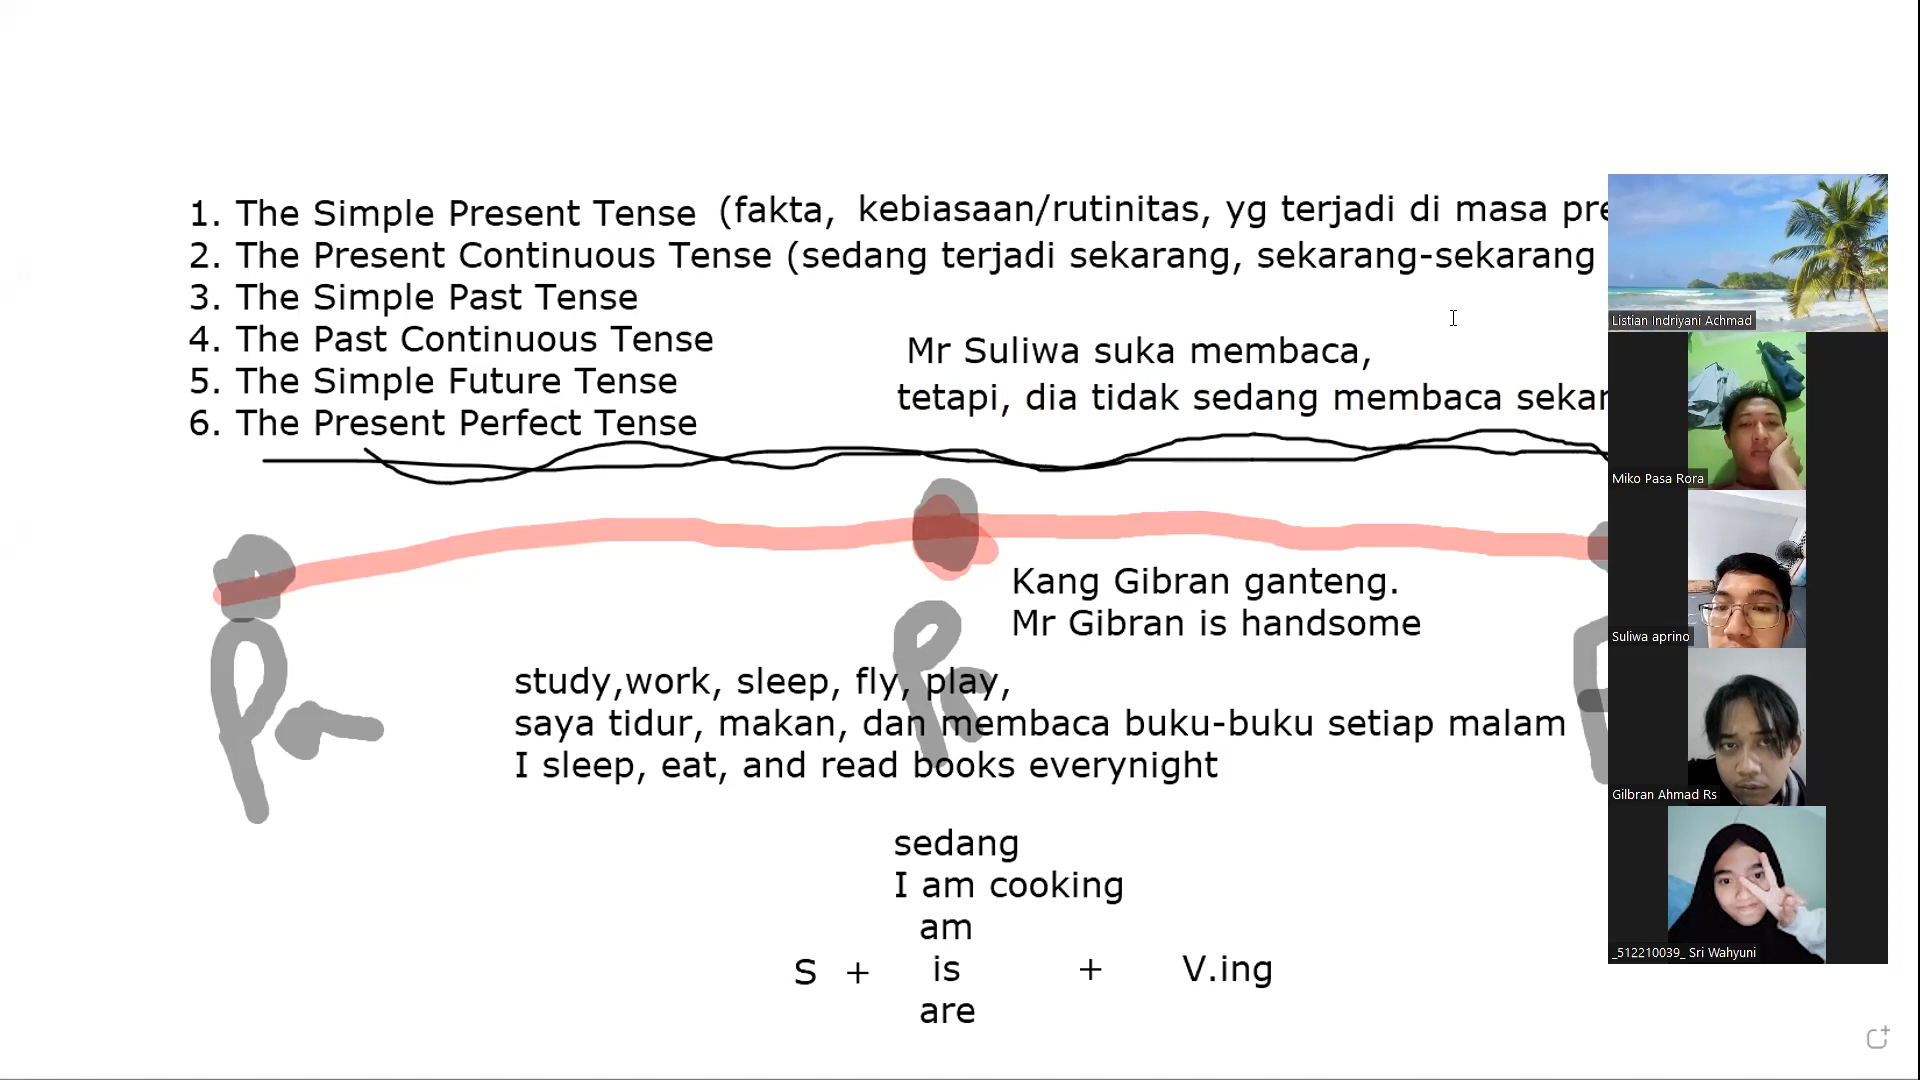 1. The Simple Present Tense (fakta, kebiasaan/rutinitas, yg terjadi di masa
2. The Present Continuous Tense (sedang terjadi sekarang, sekarang-sekarang
3. The Simple Past Tense
4. The Past Continuous Tense
5. The Simple Future Tense
6. The Present Perfect Tense
Mr Suliwa suka membaca,
tetapi, dia tidak sedang membaca
Kang Gibran ganteng.
Mr Gibran is handsome
study,work, sleep, fly, play,
saya tidur, makan, dan membaca buku-buku setiap malam
I sleep, eat, and read books everynight
sedang
I am cooking
am
S + is + V.ing
are
Listian Indriyani Achmad
Miko Pasa Rora
Suliwa aprino
Gilbran Ahmad Rs
_512210039_ Sri Wahyuni